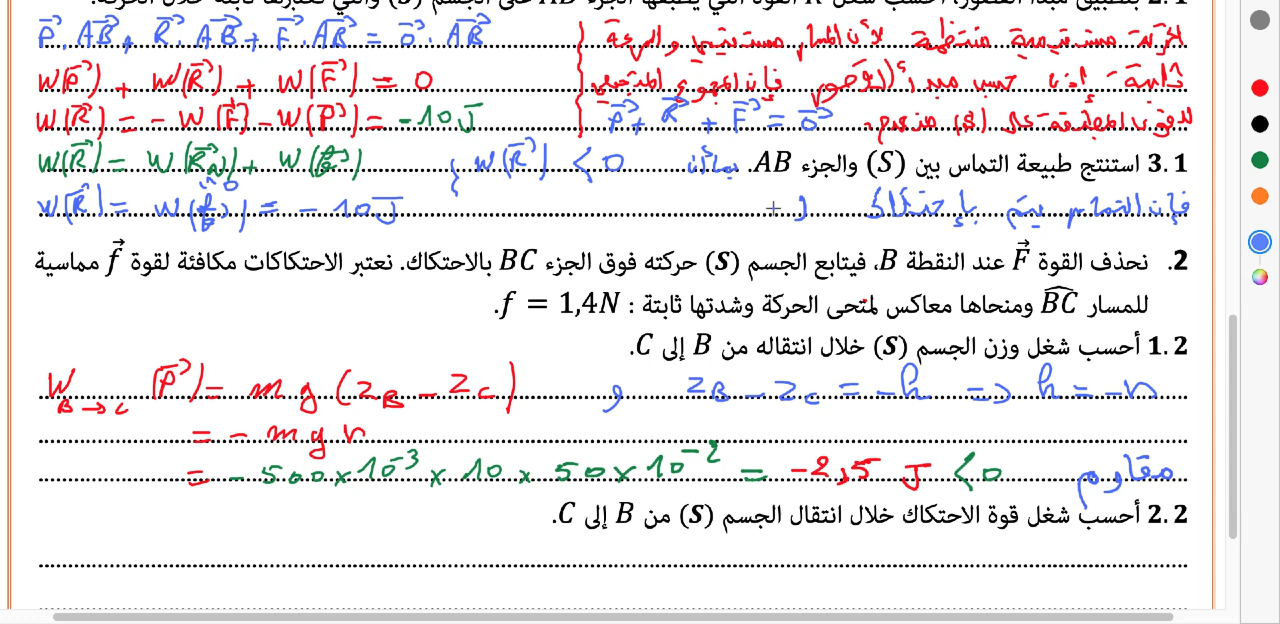 P⃗ . AB⃗ + R⃗ . AB⃗ + F⃗ . AB⃗ = 0⃗ . AB⃗
الحركة مستقيمية منتظمة لأن المسار مستقيمي والسرعة
W(P⃗) + W(R⃗) + W(F⃗) = 0
ثابتة إذن حسب مبدأ القصور فإن المجموع المتجهي
W(R⃗) = - W(F⃗) - W(P⃗) = -10 J
للقوى المطبقة على (S) منعدم. P⃗ + R⃗ + F⃗ = 0⃗
3.1 استنتج طبيعة التماس بين (S) والجزء AB. بما أن W(R⃗) < 0
W(R⃗) = W(R⃗N) + W(f⃗)
فإن التماس يتم بإحتكاك و
W(R⃗) = W(f⃗) = - 10 J
2. نحذف القوة F⃗ عند النقطة B، فيتابع الجسم (S) حركته فوق الجزء BC بالاحتكاك. نعتبر الاحتكاكات مكافئة لقوة f⃗ مماسية
للمسار BC ومنحاها معاكس لمنحى الحركة وشدتها ثابتة : f = 1,4N.
1.2 أحسب شغل وزن الجسم (S) خلال انتقاله من B إلى C.
W B→C (P⃗) = m g (zB - zC) و zB - zC = -h => h = -r
= - m g r
= - 500 × 10⁻³ × 10 × 50 × 10⁻² = -2,5 J < 0 مقاوم
2.2 أحسب شغل قوة الاحتكاك خلال انتقال الجسم (S) من B إلى C.